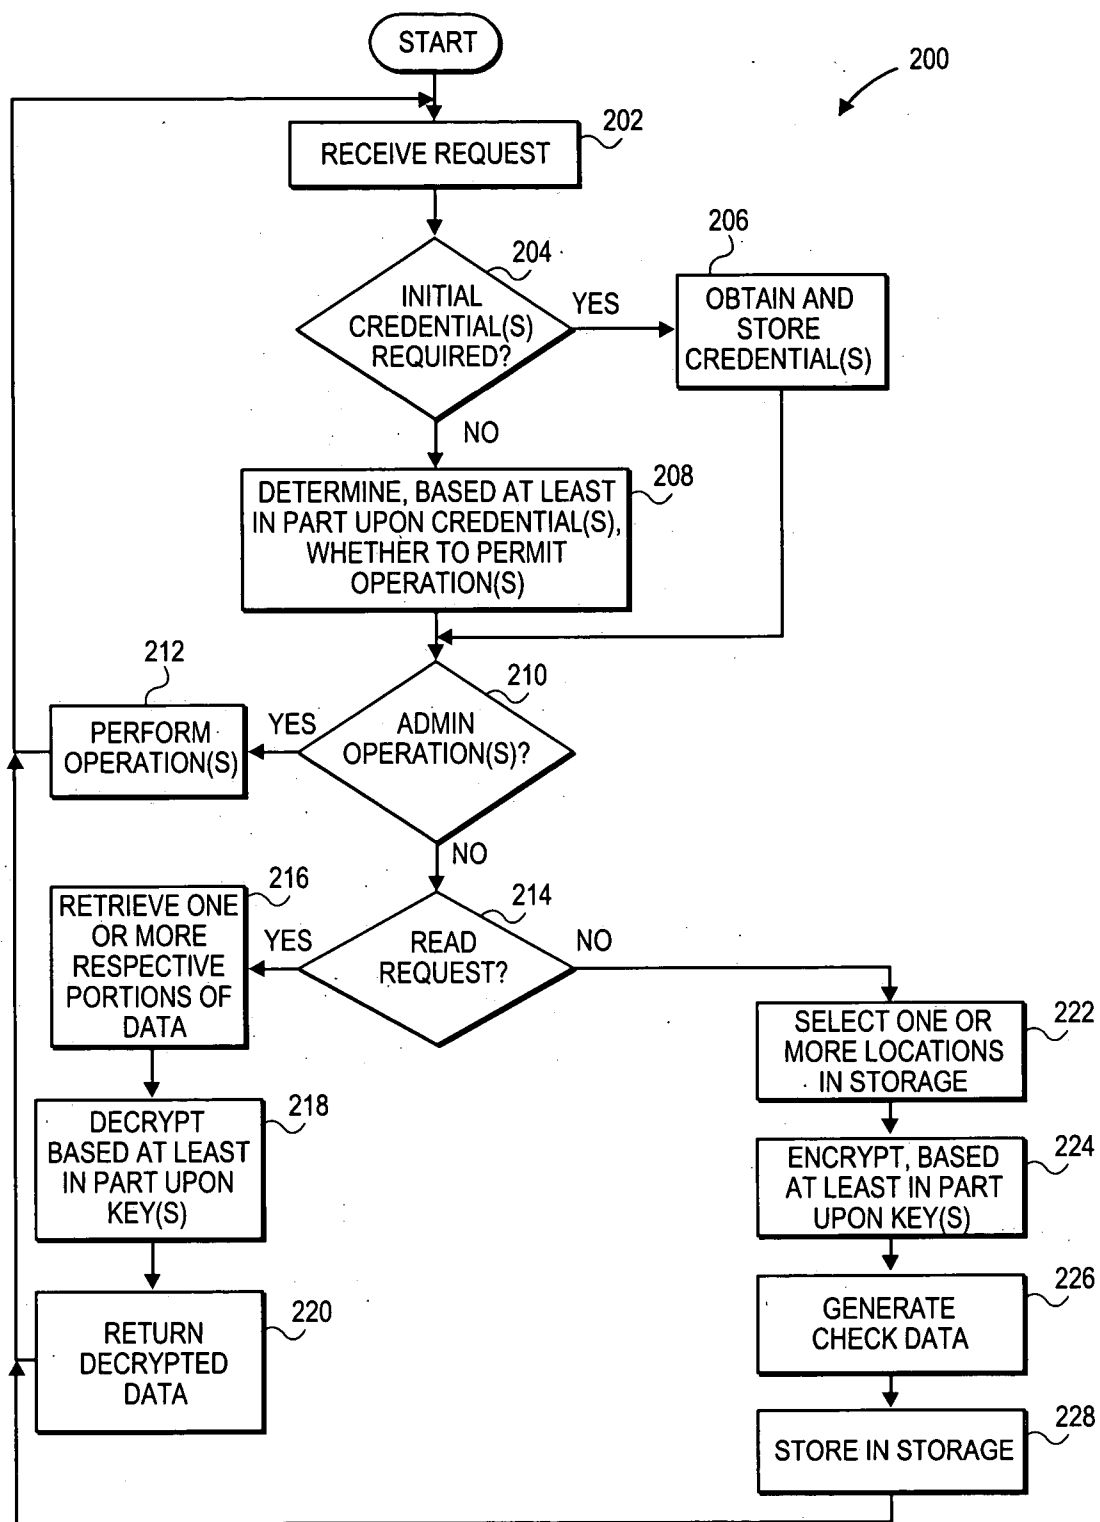 START
200
202
RECEIVE REQUEST
206
204
INITIAL
CREDENTIAL(S)
REQUIRED?
YES
OBTAIN AND
STORE
CREDENTIAL(S)
NO
208
DETERMINE, BASED AT LEAST
IN PART UPON CREDENTIAL(S),
WHETHER TO PERMIT
OPERATION(S)
212
210
YES
PERFORM
OPERATION(S)
ADMIN
OPERATION(S)?
NO
216
RETRIEVE ONE
OR MORE
RESPECTIVE
PORTIONS OF
DATA
214
YES
READ
REQUEST?
NO
222
SELECT ONE OR
MORE LOCATIONS
IN STORAGE
218
DECRYPT
BASED AT LEAST
IN PART UPON
KEY(S)
224
ENCRYPT, BASED
AT LEAST IN PART
UPON KEY(S)
226
GENERATE
CHECK DATA
220
RETURN
DECRYPTED
DATA
228
STORE IN STORAGE